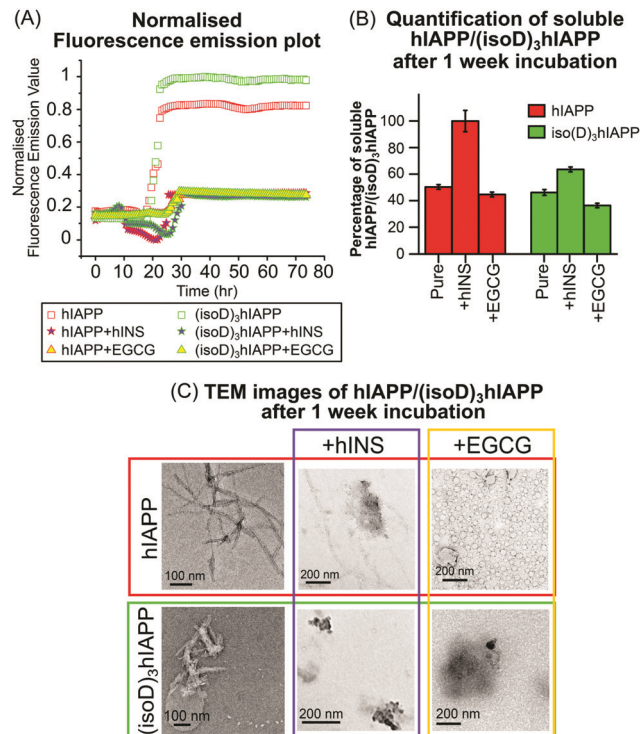 (A)
Normalised
Fluorescence emission plot
Normalised
Fluorescence Emission Value
1
0.8
0.6
0.4
0.2
0
0 10 20 30 40 50 60 70 80
Time (hr)
hIAPP
(isoD)3hIAPP
hIAPP+hINS
(isoD)3hIAPP+hINS
hIAPP+EGCG
(isoD)3hIAPP+EGCG
(B) Quantification of soluble
hIAPP/(isoD)3hIAPP
after 1 week incubation
Percentage of soluble
hIAPP/(isoD)3hIAPP
100
80
60
40
20
0
hIAPP
iso(D)3hIAPP
Pure
+hINS
+EGCG
Pure
+hINS
+EGCG
(C) TEM images of hIAPP/(isoD)3hIAPP
after 1 week incubation
+hINS
+EGCG
hIAPP
100 nm
200 nm
200 nm
(isoD)3hIAPP
100 nm
200 nm
200 nm